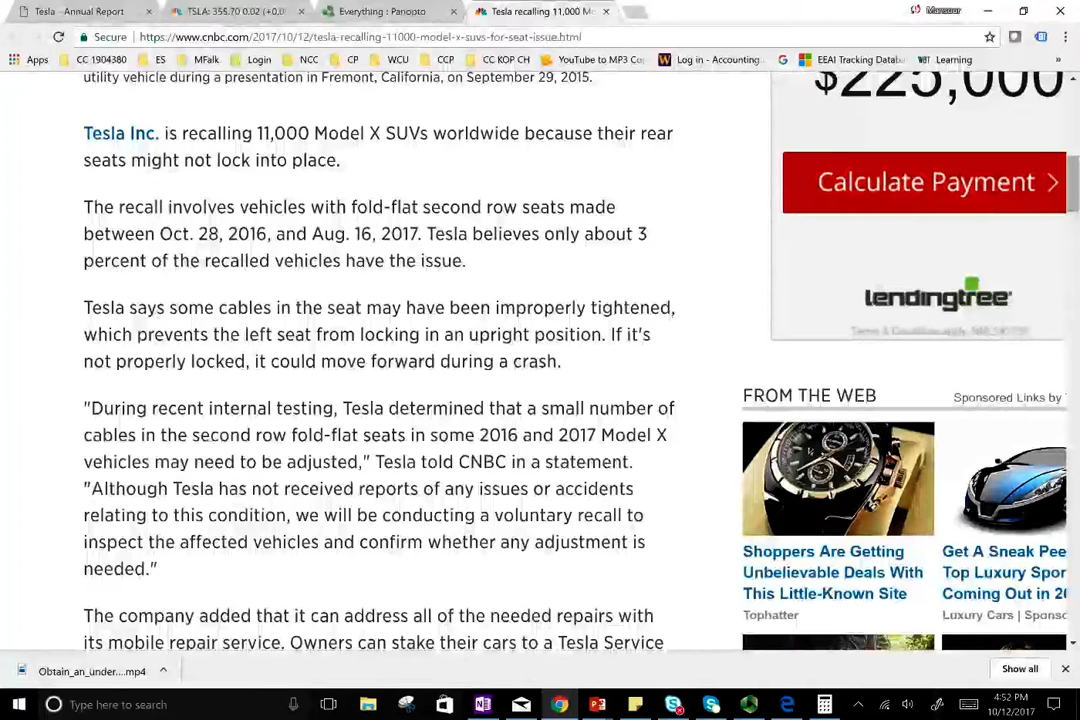 Tesla –Annual Report
TSLA: 355.70 0.02 (+0.0
Everything : Panopto
Tesla recalling 11,000 Mo
Mansoor
Secure
https://www.cnbc.com/2017/10/12/tesla-recalling-11000-model-x-suvs-for-seat-issue.html
Apps
CC 1904380
ES
MFalk
Login
NCC
CP
WCU
CCP
CC KOP CH
YouTube to MP3 Co
Log in - Accounting
EEAI Tracking Datab
Learning
utility vehicle during a presentation in Fremont, California, on September 29, 2015.
Tesla Inc. is recalling 11,000 Model X SUVs worldwide because their rear
seats might not lock into place.
The recall involves vehicles with fold-flat second row seats made
between Oct. 28, 2016, and Aug. 16, 2017. Tesla believes only about 3
percent of the recalled vehicles have the issue.
Tesla says some cables in the seat may have been improperly tightened,
which prevents the left seat from locking in an upright position. If it's
not properly locked, it could move forward during a crash.
"During recent internal testing, Tesla determined that a small number of
cables in the second row fold-flat seats in some 2016 and 2017 Model X
vehicles may need to be adjusted," Tesla told CNBC in a statement.
"Although Tesla has not received reports of any issues or accidents
relating to this condition, we will be conducting a voluntary recall to
inspect the affected vehicles and confirm whether any adjustment is
needed."
The company added that it can address all of the needed repairs with
its mobile repair service. Owners can stake their cars to a Tesla Service
$225,000
Calculate Payment
lendingtree
FROM THE WEB
Sponsored Links by
Shoppers Are Getting
Unbelievable Deals With
This Little-Known Site
Tophatter
Get A Sneak Pee
Top Luxury Spor
Coming Out in 20
Luxury Cars | Sponso
Obtain_an_under....mp4
Show all
Type here to search
4:52 PM
10/12/2017